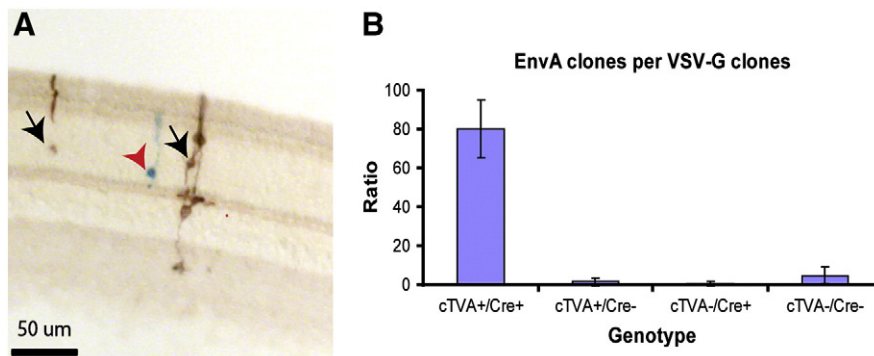 A
50 um
B
EnvA clones per VSV-G clones
Ratio
100
80
60
40
20
0
cTVA+/Cre+ cTVA+/Cre- cTVA-/Cre+ cTVA-/Cre-
Genotype